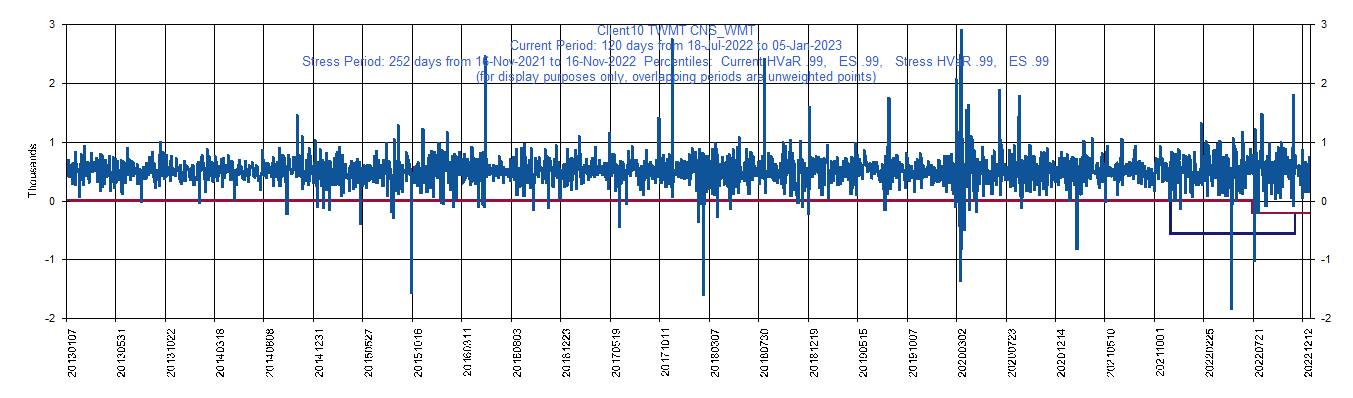 Client10 TWMT CNS_WMT
Current Period: 120 days from 18-Jul-2022 to 05-Jan-2023
Stress Period: 252 days from 16-Nov-2021 to 16-Nov-2022 Percentiles: Current HVaR .99, ES .99, Stress HVaR .99, ES .99
(for display purposes only, overlapping periods are unweighted points)
3 3
2 2
1 1
Thousands
0 0
-1 -1
-2 -2
20130107 20130531 20131022 20140318 20140808 20141231 20150527 20151016 20160311 20160803 20161223 20170519 20171011 20180307 20180730 20181219 20190515 20191007 20200302 20200723 20201214 20210510 20211001 20220225 20220721 20221212